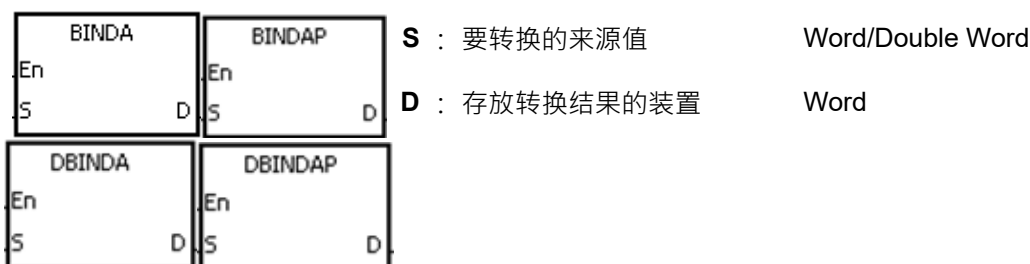 BINDA BINDAP S ： 要转换的来源值 Word/Double Word
En En
S D S D D ： 存放转换结果的装置 Word
DBINDA DBINDAP
En En
S D S D